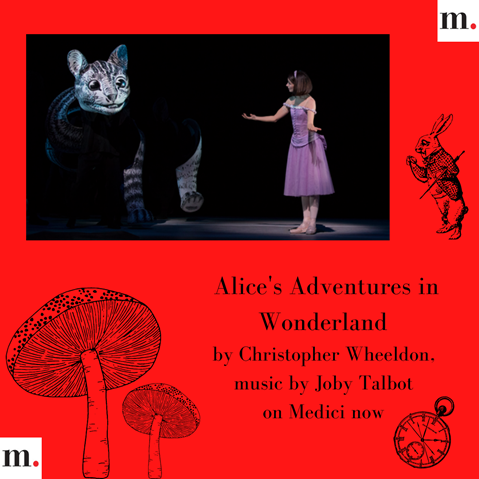 m.
Alice's Adventures in
Wonderland
by Christopher Wheeldon,
music by Joby Talbot
on Medici now
m.